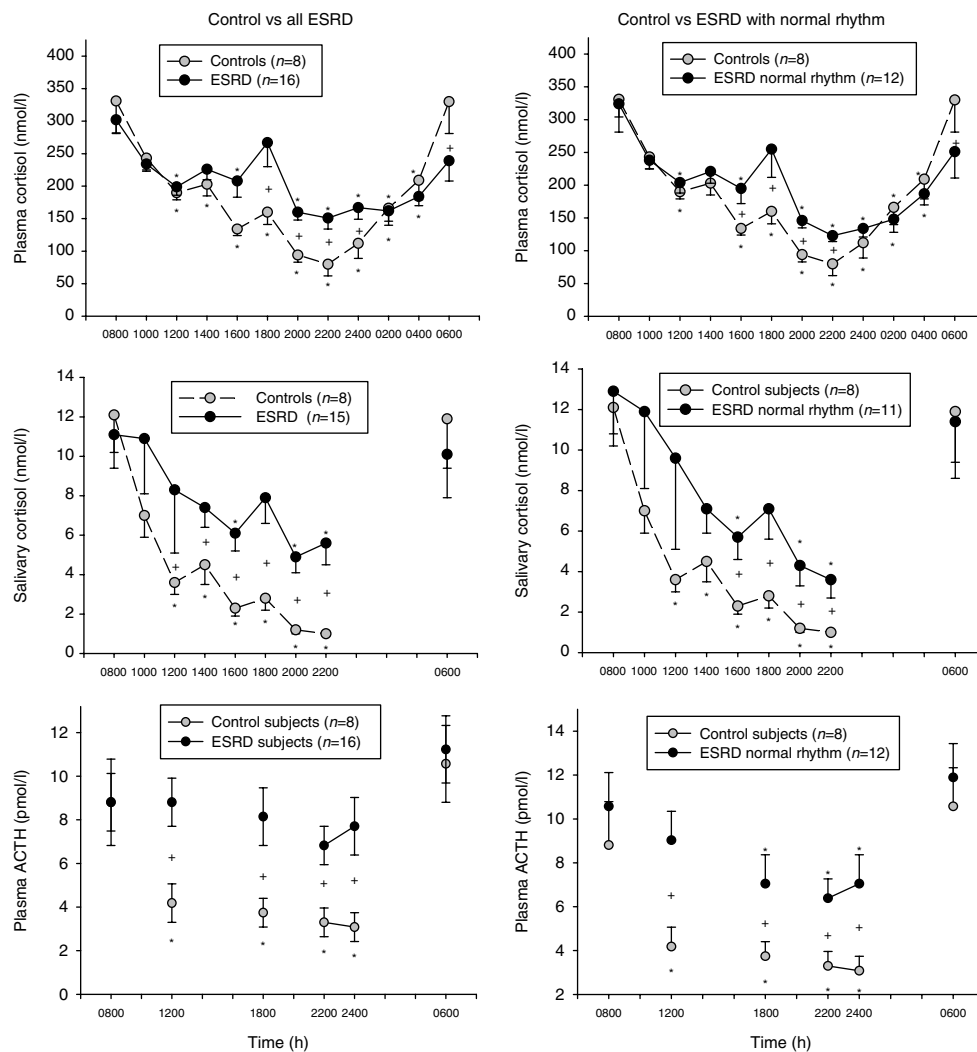 Control vs all ESRD
Control vs ESRD with normal rhythm
Plasma cortisol (nmol/l)
400
350
300
250
200
150
100
50
0
Controls (n=8)
ESRD (n=16)
+ + + + + +
* * * * * * * * * *
0800 1000 1200 1400 1600 1800 2000 2200 2400 0200 0400 0600
Plasma cortisol (nmol/l)
400
350
300
250
200
150
100
50
0
Controls (n=8)
ESRD normal rhythm (n=12)
0800 1000 1200 1400 1600 1800 2000 2200 2400 0200 0400 0600
Salivary cortisol (nmol/l)
14
12
10
8
6
4
2
0
Controls (n=8)
ESRD (n=15)
0800 1000 1200 1400 1600 1800 2000 2200
0600
Salivary cortisol (nmol/l)
14
12
10
8
6
4
2
0
Control subjects (n=8)
ESRD normal rhythm (n=11)
0800 1000 1200 1400 1600 1800 2000 2200
0600
Plasma ACTH (pmol/l)
12
10
8
6
4
2
0
Control subjects (n=8)
ESRD subjects (n=16)
0800 1200 1800 2200 2400 0600
Time (h)
Plasma ACTH (pmol/l)
14
12
10
8
6
4
2
Control subjects (n=8)
ESRD normal rhythm (n=12)
0800 1200 1800 2200 2400 0600
Time (h)